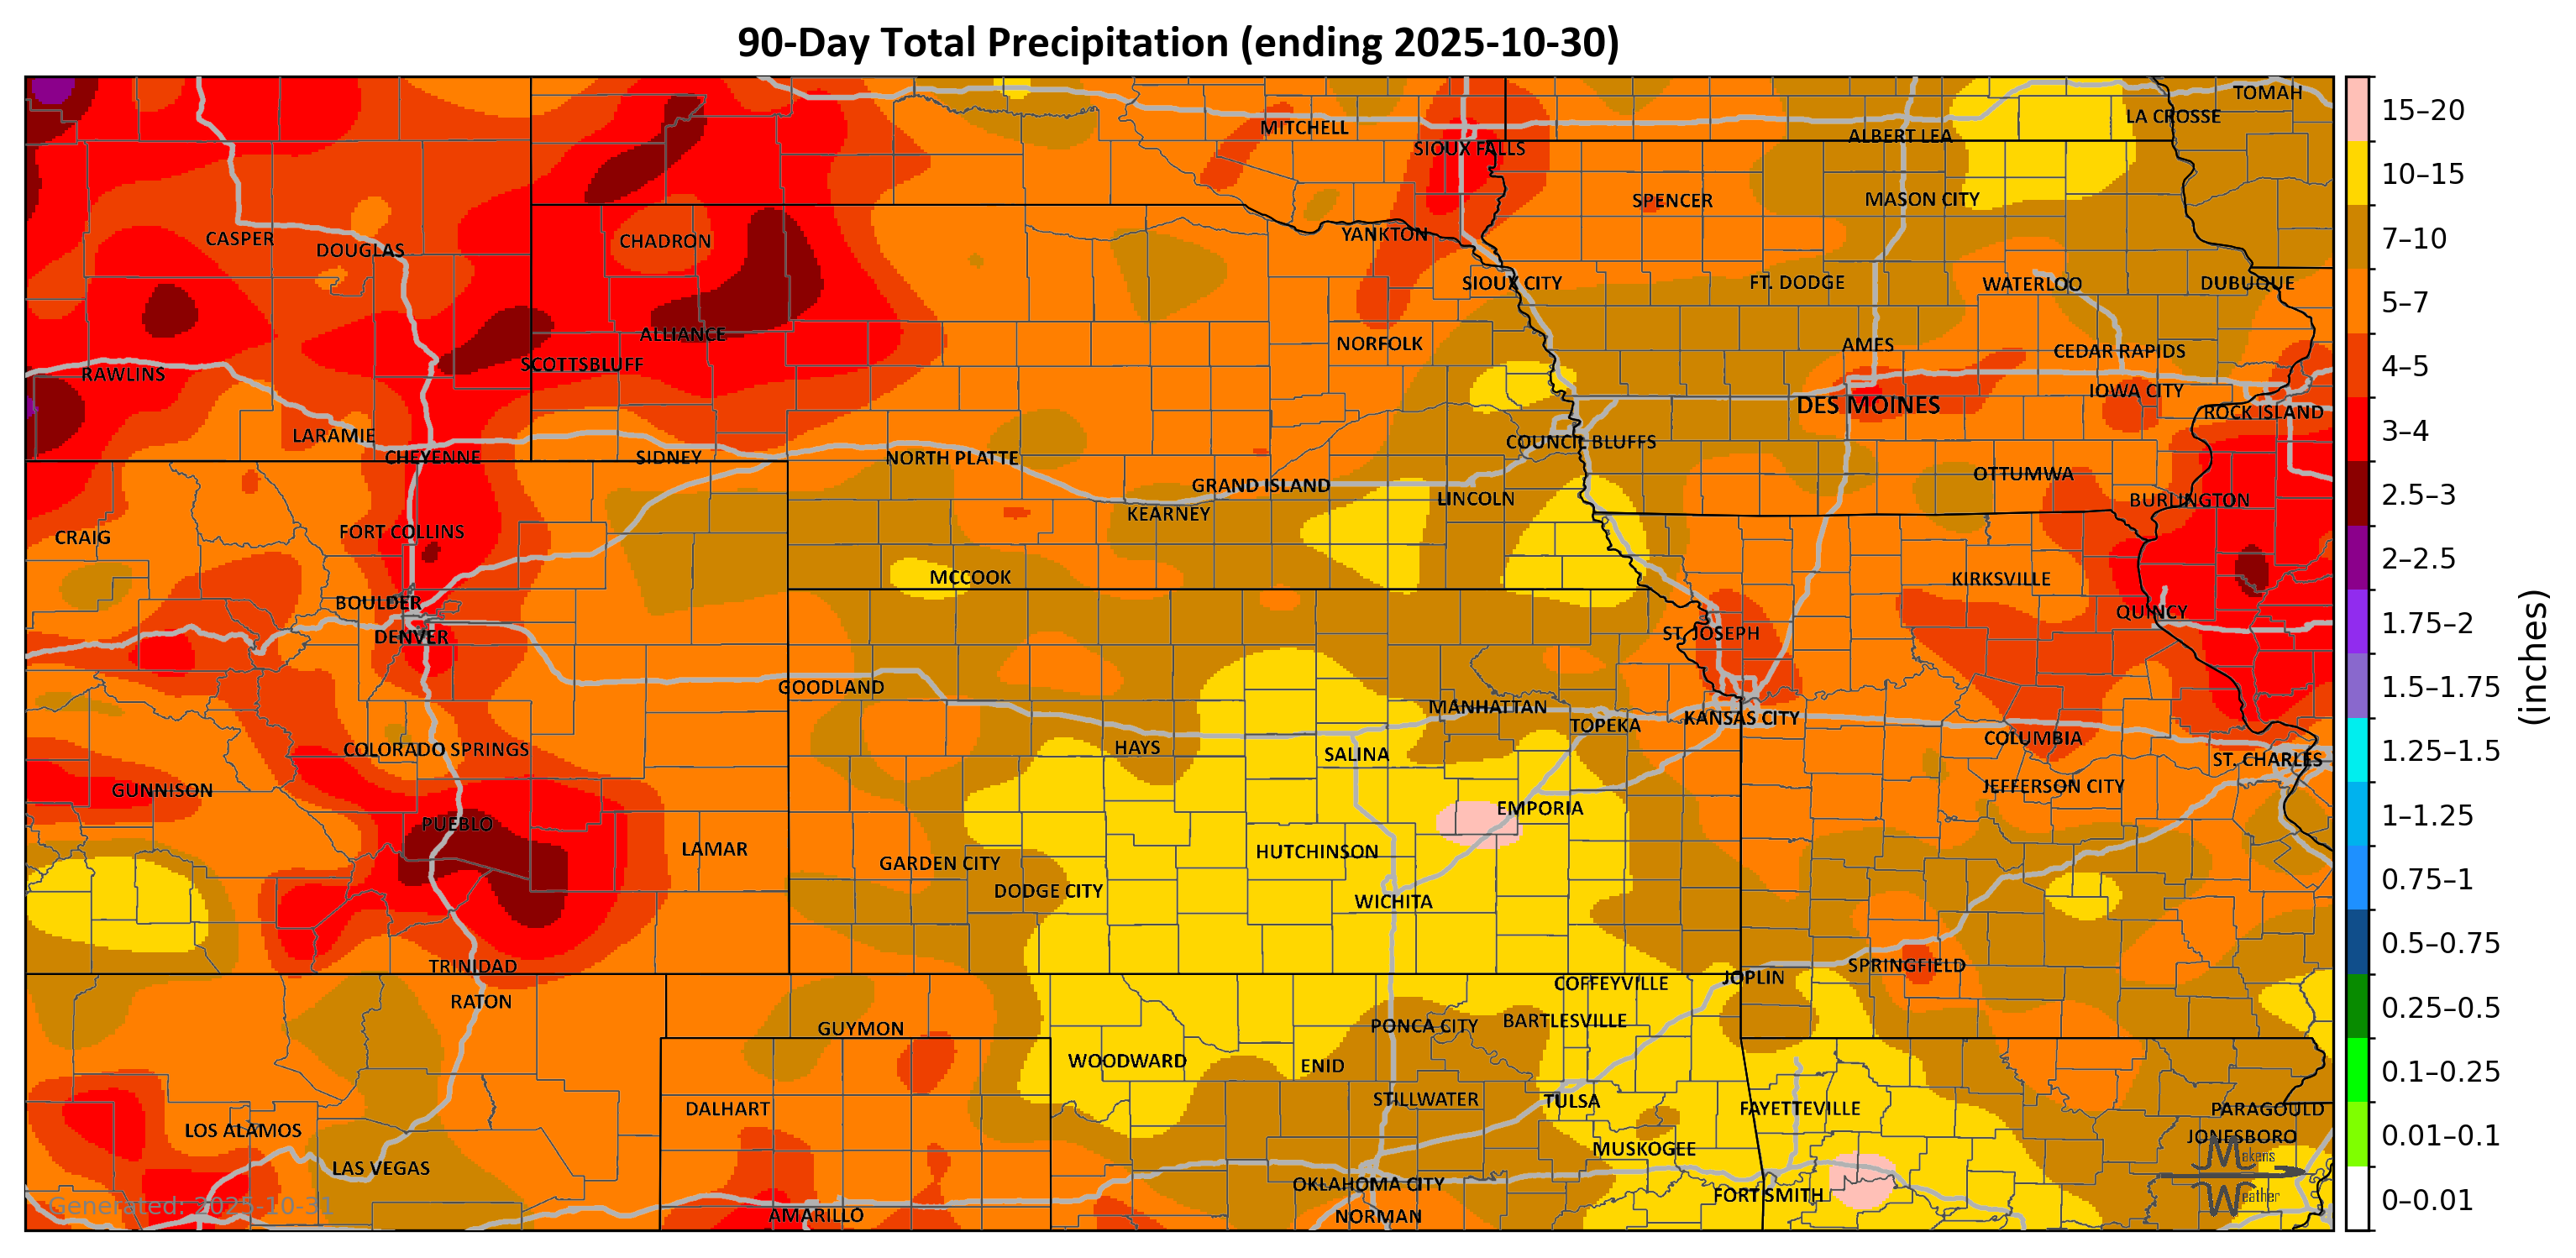 90-Day Total Precipitation (ending 2025-10-30)
TOMAH
LA CROSSE
MITCHELL
ALBERT LEA
SIOUX FALLS
SPENCER
MASON CITY
YANKTON
CASPER
CHADRON
DOUGLAS
SIOUX CITY
FT. DODGE
WATERLOO
DUBUQUE
ALLIANCE
NORFOLK
AMES
CEDAR RAPIDS
SCOTTSBLUFF
RAWLINS
IOWA CITY
DES MOINES
ROCK ISLAND
LARAMIE
COUNCIL BLUFFS
CHEYENNE
SIDNEY
NORTH PLATTE
OTTUMWA
GRAND ISLAND
LINCOLN
BURLINGTON
KEARNEY
FORT COLLINS
CRAIG
MCCOOK
KIRKSVILLE
BOULDER
QUINCY
DENVER
ST. JOSEPH
GOODLAND
MANHATTAN
KANSAS CITY
TOPEKA
COLUMBIA
COLORADO SPRINGS
HAYS
SALINA
ST. CHARLES
GUNNISON
JEFFERSON CITY
EMPORIA
PUEBLO
LAMAR
HUTCHINSON
GARDEN CITY
DODGE CITY
WICHITA
TRINIDAD
SPRINGFIELD
JOPLIN
COFFEYVILLE
RATON
BARTLESVILLE
PONCA CITY
GUYMON
WOODWARD
ENID
STILLWATER
TULSA
DALHART
FAYETTEVILLE
PARAGOULD
LOS ALAMOS
JONESBORO
MUSKOGEE
LAS VEGAS
OKLAHOMA CITY
FORT SMITH
AMARILLO
NORMAN
Generated: 2025-10-31
Makens
Weather
15–20
10–15
7–10
5–7
4–5
3–4
2.5–3
2–2.5
1.75–2
1.5–1.75
1.25–1.5
1–1.25
0.75–1
0.5–0.75
0.25–0.5
0.1–0.25
0.01–0.1
0–0.01
(inches)